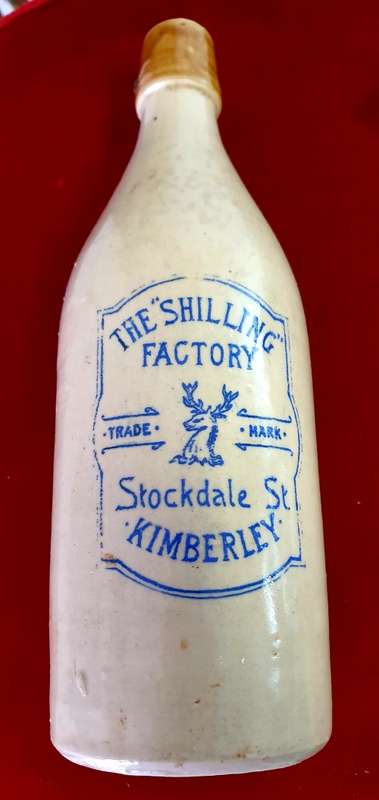 THE "SHILLING"
FACTORY
·TRADE· ·MARK·
Stockdale St
·KIMBERLEY·